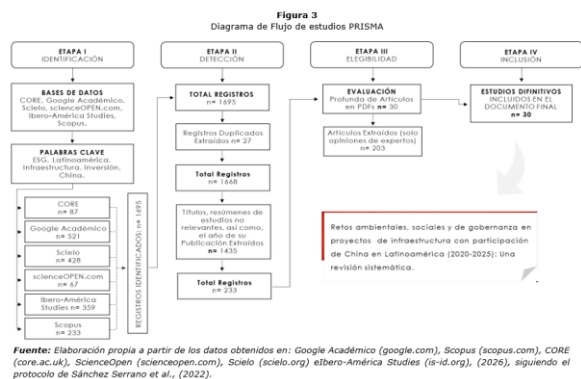 Figura 3
Diagrama de Flujo de estudios PRISMA
ETAPA I
IDENTIFICACIÓN
ETAPA II
DETECCIÓN
ETAPA III
ELEGIBILIDAD
ETAPA IV
INCLUSIÓN
BASES DE DATOS
CORE, Google Académico,
Scielo, scienceOPEN.com,
Ibero-América Studies,
Scopus,
PALABRAS CLAVE
ESG, Latinoamérica,
Infraestructura, Inversión,
China.
CORE
n= 87
Google Académico
n= 521
Scielo
n= 428
scienceOPEN.com
n= 67
Ibero-América
Studies n= 359
Scopus
n= 233
REGISTROS IDENTIFICADOS: n= 1695
TOTAL REGISTROS
n= 1695
Registros Duplicados
Extraídos n= 27
Total Registros
n= 1668
Títulos, resúmenes de
estudios no
relevantes, así como,
el año de su
Publicación Extraídos
n= 1435
Total Registros
n= 233
EVALUACIÓN
Profunda de Artículos
en PDFs n= 30
Artículos Extraídos (solo
opiniones de expertos)
n= 203
ESTUDIOS DIFINITIVOS
INCLUIDOS EN EL
DOCUMENTO FINAL
n= 30
Retos ambientales, sociales y de gobernanza en
proyectos de infraestructura con participación
de China en Latinoamérica (2020-2025): Una
revisión sistemática.
Fuente: Elaboración propia a partir de los datos obtenidos en: Google Académico (google.com), Scopus (scopus.com), CORE
(core.ac.uk), ScienceOpen (scienceopen.com), Scielo (scielo.org) eIbero-América Studies (is-id.org), (2026), siguiendo el
protocolo de Sánchez Serrano et al., (2022).